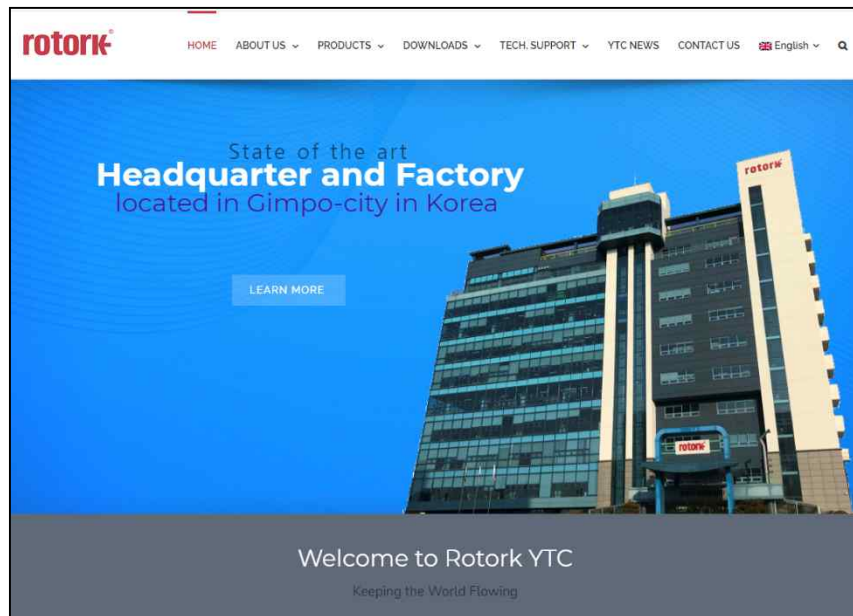 rotork
HOME ABOUT US PRODUCTS DOWNLOADS TECH. SUPPORT YTC NEWS CONTACT US English
State of the art
Headquarter and Factory
located in Gimpo-city in Korea
LEARN MORE
rotork
rotork
Welcome to Rotork YTC
Keeping the World Flowing